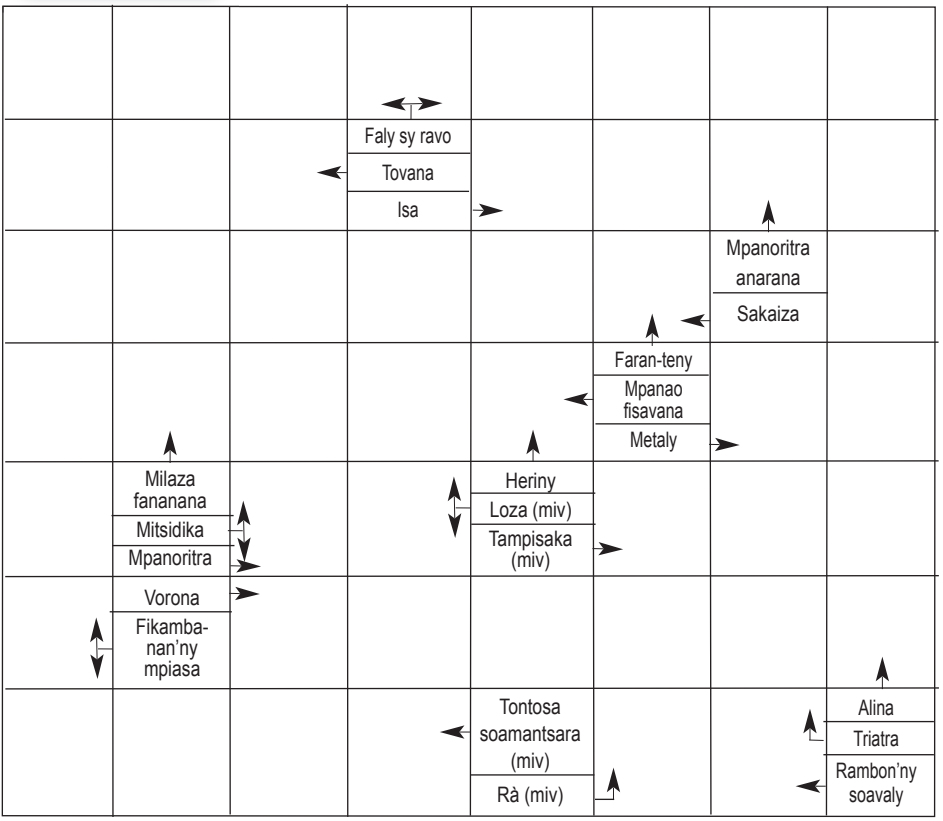 Faly sy ravo
Tovana
Isa
Mpanoritra
anarana
Sakaiza
Faran-teny
Mpanao
fisavana
Metaly
Milaza
fananana
Mitsidika
Mpanoritra
Heriny
Loza (miv)
Tampisaka
(miv)
Vorona
Fikamba-
nan'ny
mpiasa
Tontosa
soamantsara
(miv)
Rà (miv)
Alina
Triatra
Rambon'ny
soavaly